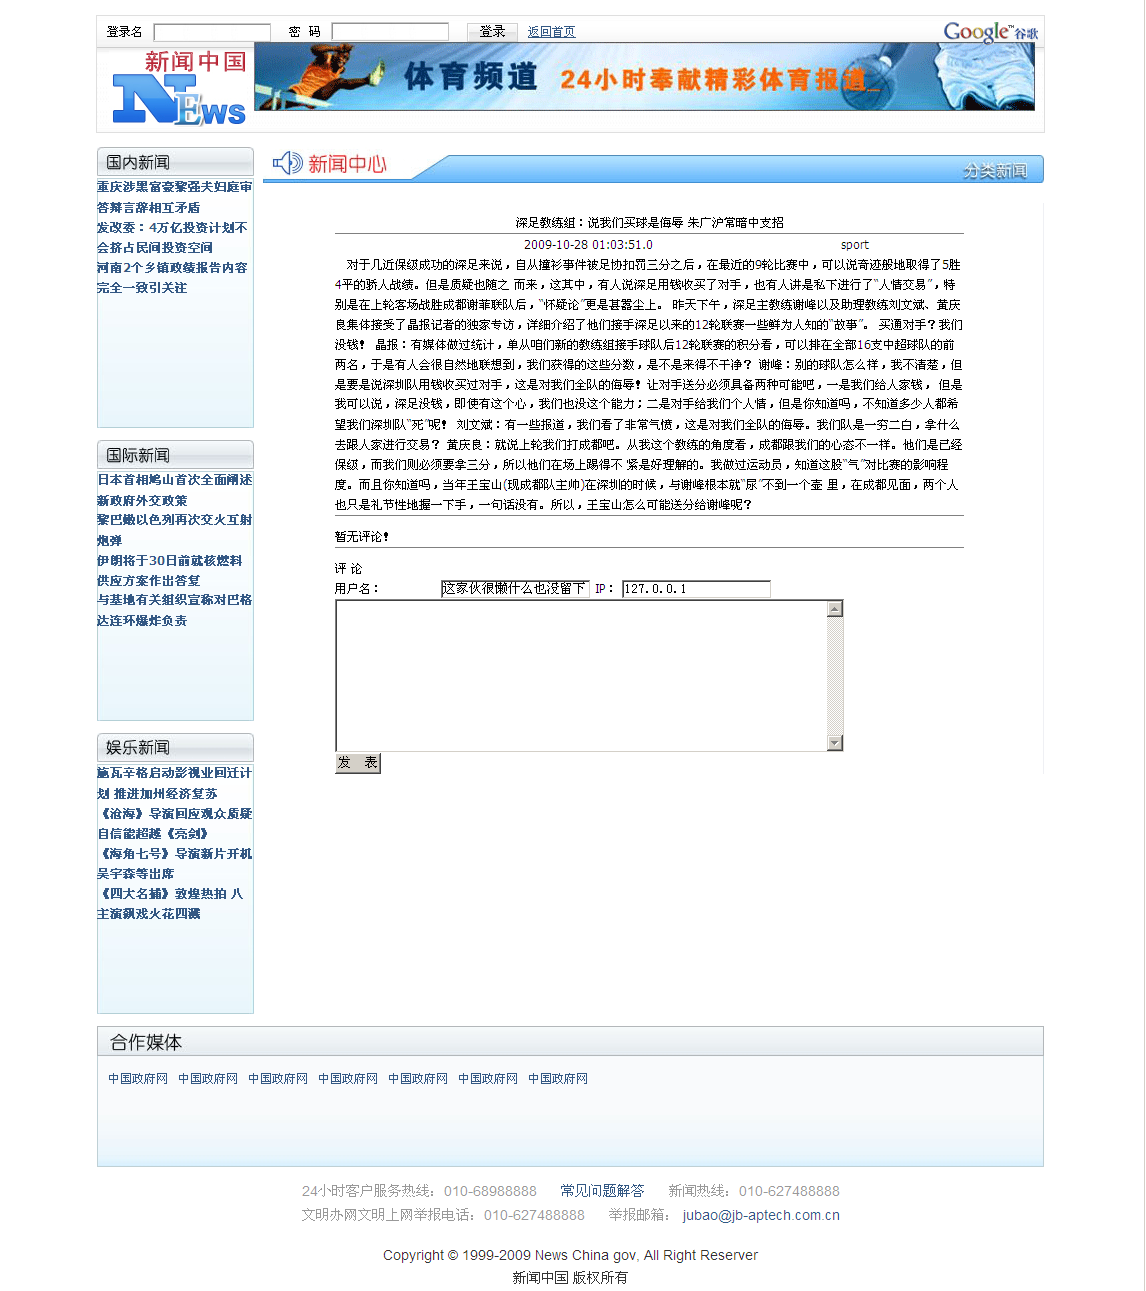 登录名 密 码 登录 返回首页 Google™谷歌
新闻中国
News
体育频道 24小时奉献精彩体育报道_
国内新闻
重庆涉黑富豪黎强夫妇庭审
答辩言辞相互矛盾
发改委：4万亿投资计划不
会挤占民间投资空间
河南2个乡镇政绩报告内容
完全一致引关注
国际新闻
日本首相鸠山首次全面阐述
新政府外交政策
黎巴嫩以色列再次交火互射
炮弹
伊朗将于30日前就核燃料
供应方案作出答复
与基地有关组织宣称对巴格
达连环爆炸负责
娱乐新闻
施瓦辛格启动影视业回迁计
划 推进加州经济复苏
《沧海》导演回应观众质疑
自信能超越《亮剑》
《海角七号》导演新片开机
吴宇森等出席
《四大名捕》敦煌热拍 八
主演飙戏火花四溅
新闻中心 分类新闻
深足教练组：说我们买球是侮辱 朱广沪常暗中支招
2009-10-28 01:03:51.0 sport
对于几近保级成功的深足来说，自从撞衫事件被足协扣罚三分之后，在最近的9轮比赛中，可以说奇迹般地取得了5胜
4平的骄人战绩。但是质疑也随之 而来，这其中，有人说深足用钱收买了对手，也有人讲是私下进行了“人情交易”，特
别是在上轮客场战胜成都谢菲联队后，“怀疑论”更是甚嚣尘上。 昨天下午，深足主教练谢峰以及助理教练刘文斌、黄庆
良集体接受了晶报记者的独家专访，详细介绍了他们接手深足以来的12轮联赛一些鲜为人知的“故事”。 买通对手？我们
没钱！ 晶报：有媒体做过统计，单从咱们新的教练组接手球队后12轮联赛的积分看，可以排在全部16支中超球队的前
两名，于是有人会很自然地联想到，我们获得的这些分数，是不是来得不干净？ 谢峰：别的球队怎么样，我不清楚，但
是要是说深圳队用钱收买过对手，这是对我们全队的侮辱！让对手送分必须具备两种可能吧，一是我们给人家钱， 但是
我可以说，深足没钱，即使有这个心，我们也没这个能力；二是对手给我们个人情，但是你知道吗，不知道多少人都希
望我们深圳队“死”呢！ 刘文斌：有一些报道，我们看了非常气愤，这是对我们全队的侮辱。我们队是一穷二白，拿什么
去跟人家进行交易？ 黄庆良：就说上轮我们打成都吧。从我这个教练的角度看，成都跟我们的心态不一样。他们是已经
保级，而我们则必须要拿三分，所以他们在场上踢得不 紧是好理解的。我做过运动员，知道这股“气”对比赛的影响程
度。而且你知道吗，当年王宝山(现成都队主帅)在深圳的时候，与谢峰根本就“尿”不到一个壶 里，在成都见面，两个人
也只是礼节性地握一下手，一句话没有。所以，王宝山怎么可能送分给谢峰呢？
暂无评论！
评 论
用户名： 这家伙很懒什么也没留下 IP： 127.0.0.1
发 表
合作媒体
中国政府网 中国政府网 中国政府网 中国政府网 中国政府网 中国政府网 中国政府网
24小时客户服务热线：010-68988888 常见问题解答 新闻热线：010-627488888
文明办网文明上网举报电话：010-627488888 举报邮箱： jubao@jb-aptech.com.cn
Copyright © 1999-2009 News China gov, All Right Reserver
新闻中国 版权所有